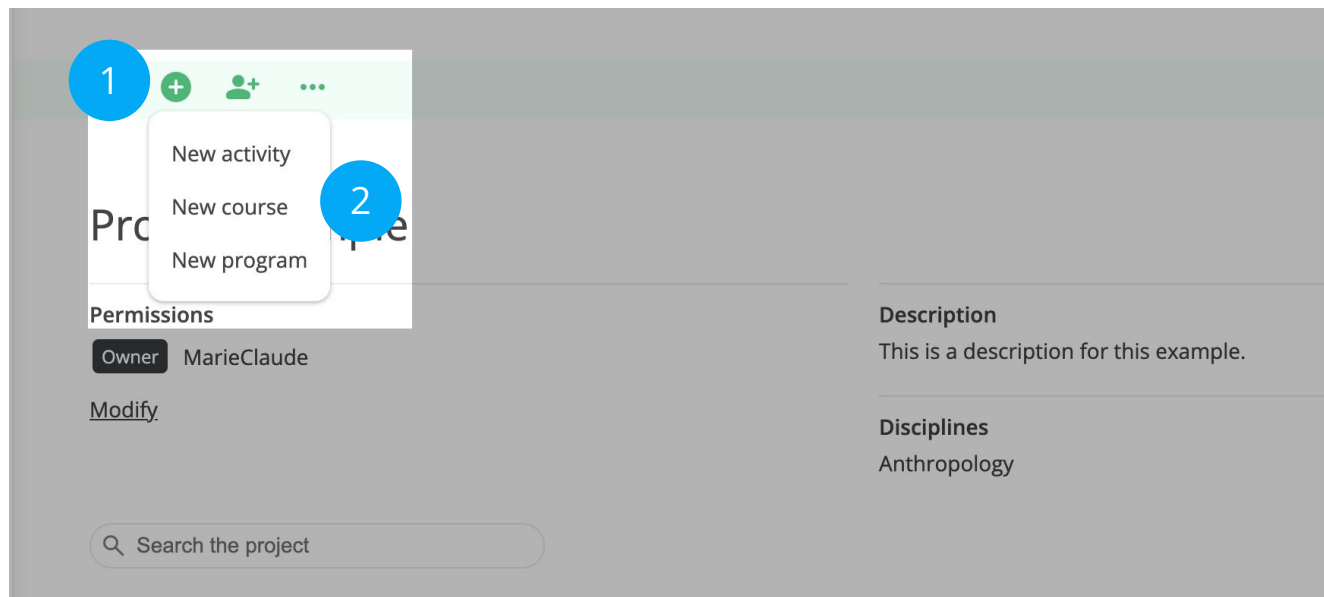 1
New activity
New course
2
New program
Permissions
Owner MarieClaude
Modify
Description
This is a description for this example.
Disciplines
Anthropology
Search the project